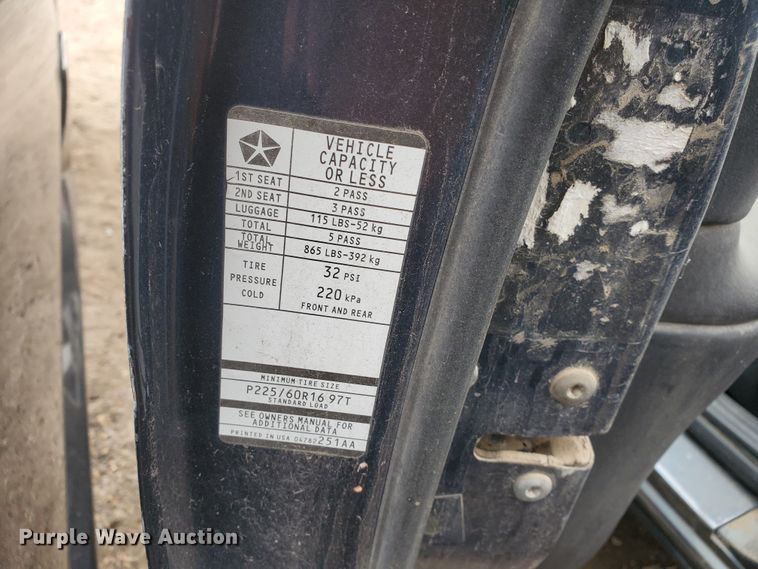 VEHICLE
CAPACITY
OR LESS
1ST SEAT 2 PASS
2ND SEAT 3 PASS
LUGGAGE 115 LBS-52 kg
TOTAL 5 PASS
TOTAL WEIGHT 865 LBS-392 kg
TIRE PRESSURE COLD
32 PSI
220 kPa
FRONT AND REAR
MINIMUM TIRE SIZE
P225/60R16 97T
STANDARD LOAD
SEE OWNERS MANUAL FOR
ADDITIONAL DATA
PRINTED IN USA 04782251AA
Purple Wave Auction